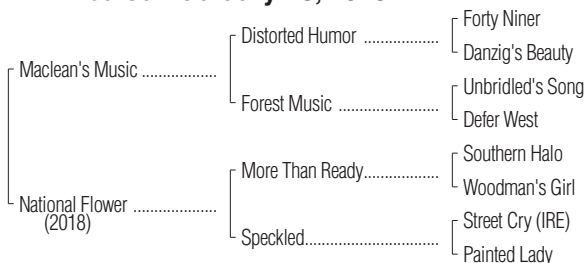 Forty Niner
Distorted Humor ..................
Danzig's Beauty
Maclean's Music ..................
Unbridled's Song
Forest Music ........................
Defer West
Southern Halo
More Than Ready..................
Woodman's Girl
National Flower ....................
(2018)
Street Cry (IRE)
Speckled................................
Painted Lady